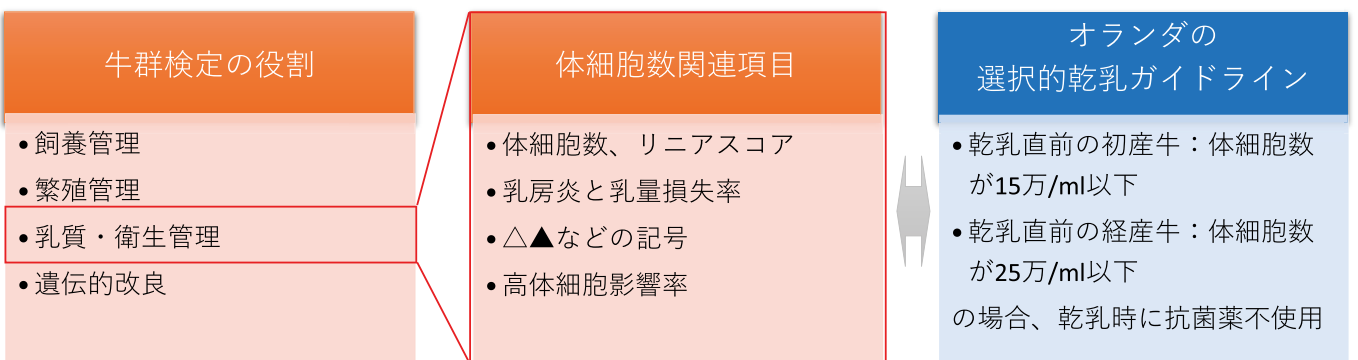 牛群検定の役割
• 飼養管理
• 繁殖管理
• 乳質・衛生管理
• 遺伝的改良
体細胞数関連項目
• 体細胞数、リニアスコア
• 乳房炎と乳量損失率
• △▲などの記号
• 高体細胞影響率
オランダの
選択的乾乳ガイドライン
• 乾乳直前の初産牛：体細胞数
が15万/ml以下
• 乾乳直前の経産牛：体細胞数
が25万/ml以下
の場合、乾乳時に抗菌薬不使用